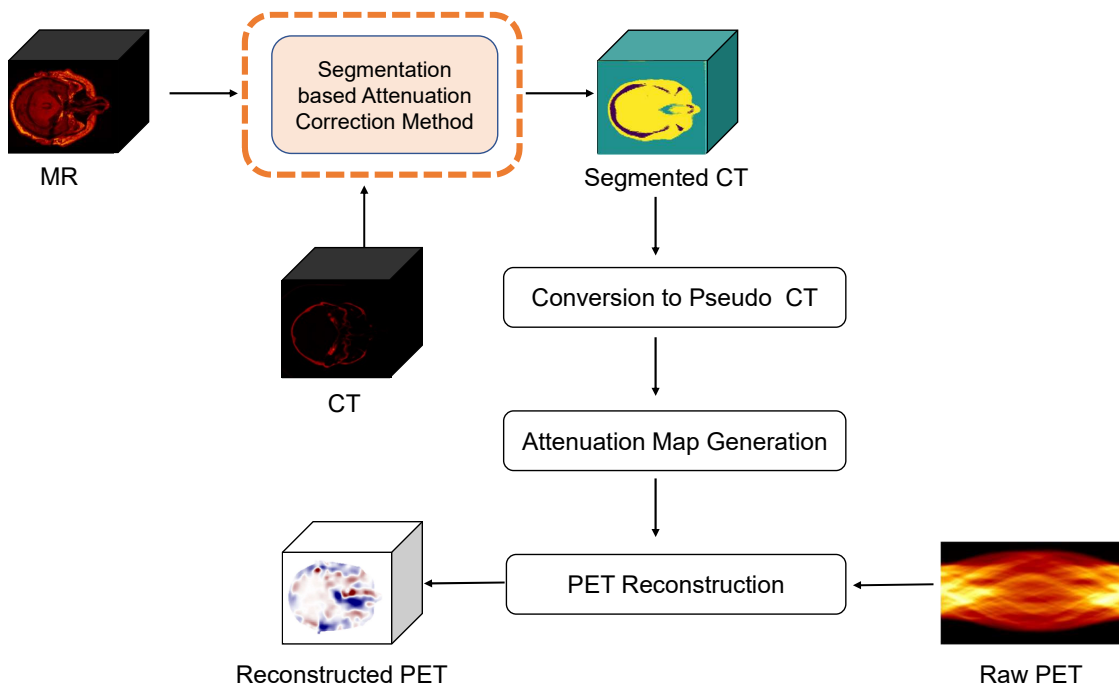 Segmentation
based Attenuation
Correction Method
MR
Segmented CT
Conversion to Pseudo CT
CT
Attenuation Map Generation
PET Reconstruction
Reconstructed PET
Raw PET